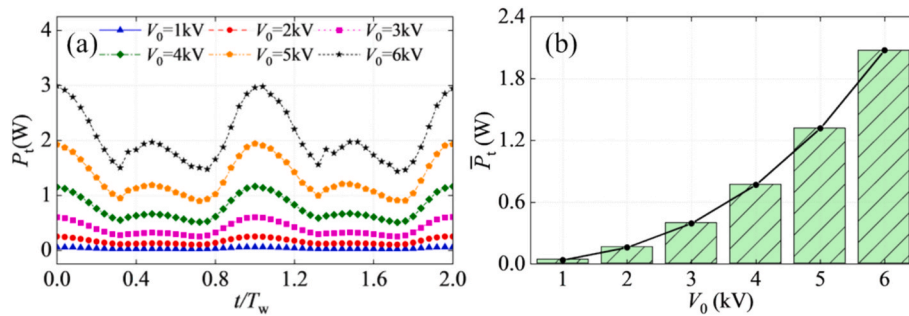 (a)
V₀=1kV V₀=2kV V₀=3kV
V₀=4kV V₀=5kV V₀=6kV
4
3
2
1
0
Pₜ(W)
0.0 0.4 0.8 1.2 1.6 2.0
t/T_w
(b)
2.4
1.8
1.2
0.6
0.0
P̅ₜ (W)
1 2 3 4 5 6
V₀ (kV)